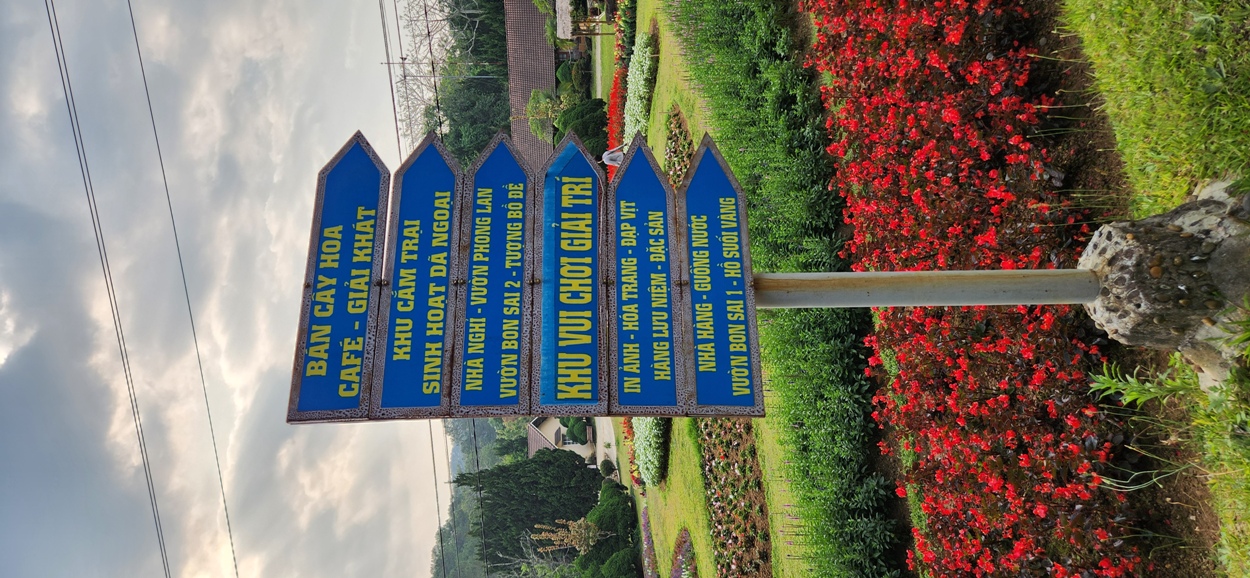 BÁN CÂY HOA
CAFÉ - GIẢI KHÁT
KHU CẮM TRẠI
SINH HOẠT DÃ NGOẠI
NHÀ NGHỈ - VƯỜN PHONG LAN
VƯỜN BON SAI 2 - TƯỢNG BỒ ĐỀ
KHU VUI CHƠI GIẢI TRÍ
IN ẢNH - HÓA TRANG - ĐẠP VỊT
HÀNG LƯU NIỆM - ĐẶC SẢN
NHÀ HÀNG - GUỒNG NƯỚC
VƯỜN BON SAI 1 - HỒ SUỐI VÀNG